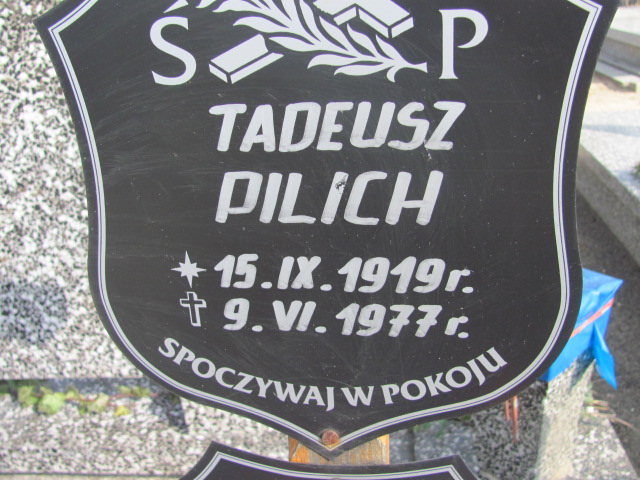 S P
TADEUSZ
PILICH
15.IX.1919r.
9.VI.1977r.
SPOCZYWAJ W POKOJU